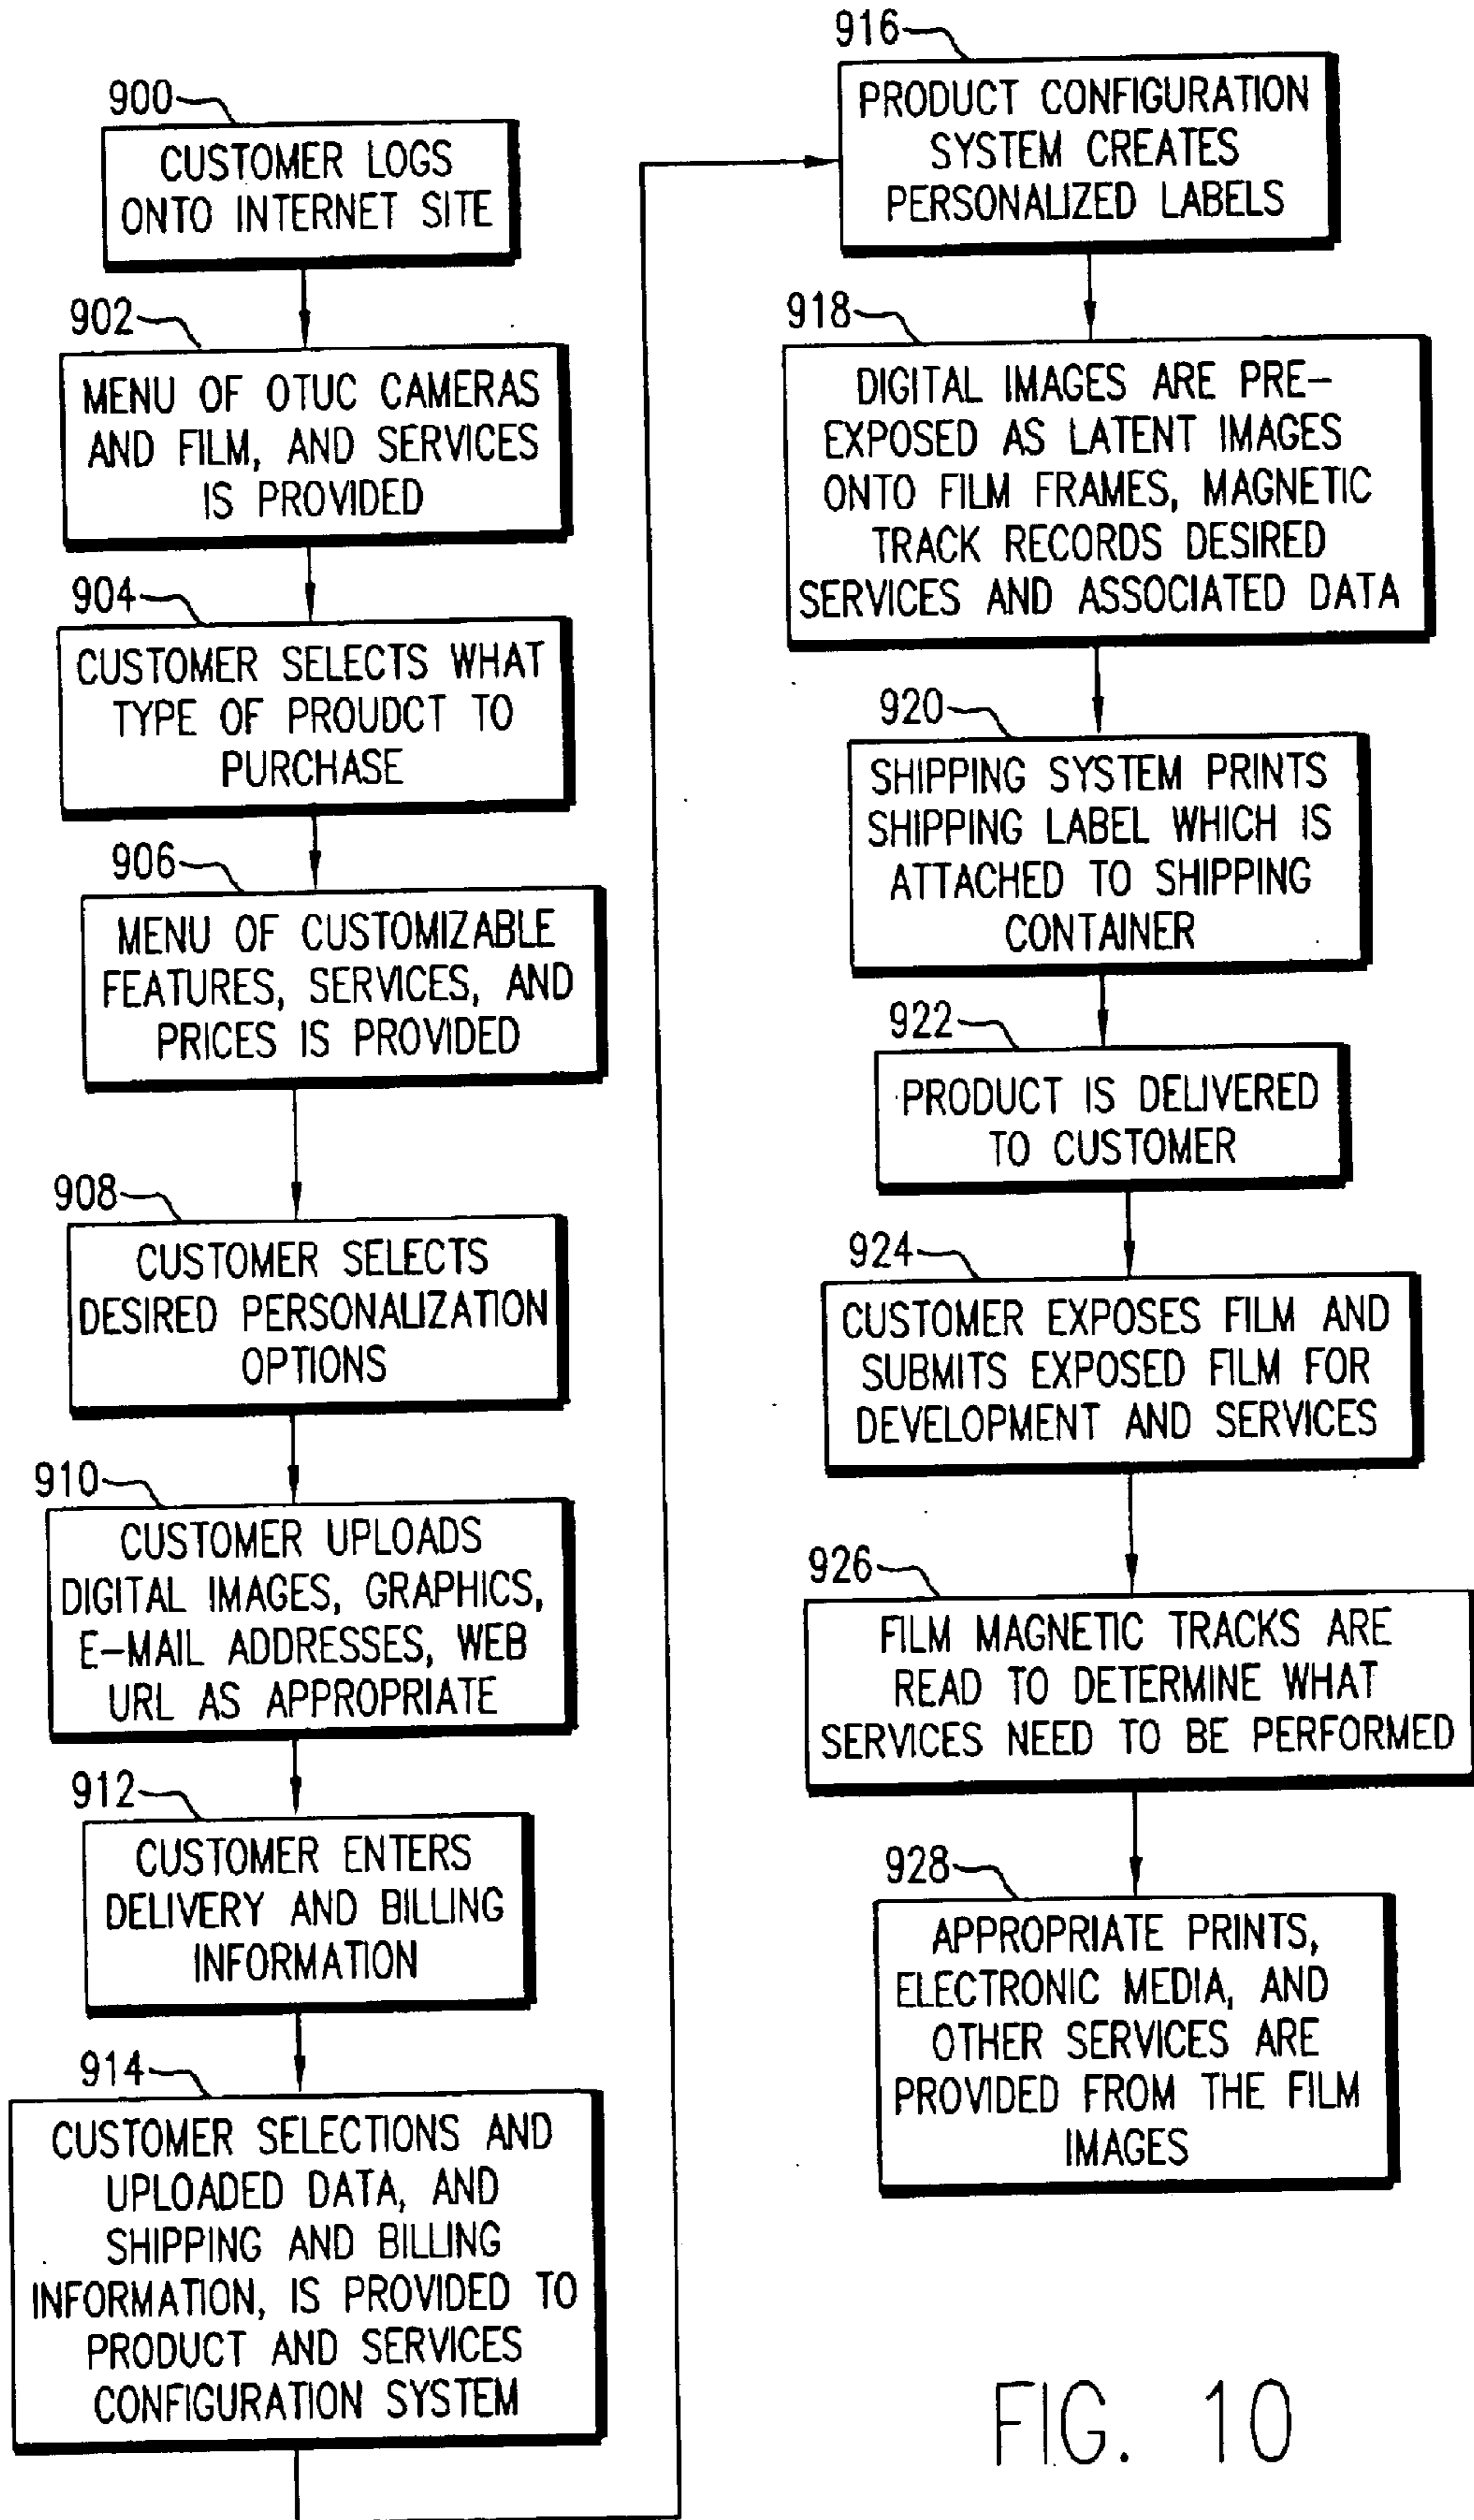 900
CUSTOMER LOGS
ONTO INTERNET SITE
902
MENU OF OTUC CAMERAS
AND FILM, AND SERVICES
IS PROVIDED
904
CUSTOMER SELECTS WHAT
TYPE OF PROUDCT TO
PURCHASE
906
MENU OF CUSTOMIZABLE
FEATURES, SERVICES, AND
PRICES IS PROVIDED
908
CUSTOMER SELECTS
DESIRED PERSONALIZATION
OPTIONS
910
CUSTOMER UPLOADS
DIGITAL IMAGES, GRAPHICS,
E-MAIL ADDRESSES, WEB
URL AS APPROPRIATE
912
CUSTOMER ENTERS
DELIVERY AND BILLING
INFORMATION
914
CUSTOMER SELECTIONS AND
UPLOADED DATA, AND
SHIPPING AND BILLING
INFORMATION, IS PROVIDED TO
PRODUCT AND SERVICES
CONFIGURATION SYSTEM
916
PRODUCT CONFIGURATION
SYSTEM CREATES
PERSONALIZED LABELS
918
DIGITAL IMAGES ARE PRE-
EXPOSED AS LATENT IMAGES
ONTO FILM FRAMES, MAGNETIC
TRACK RECORDS DESIRED
SERVICES AND ASSOCIATED DATA
920
SHIPPING SYSTEM PRINTS
SHIPPING LABEL WHICH IS
ATTACHED TO SHIPPING
CONTAINER
922
PRODUCT IS DELIVERED
TO CUSTOMER
924
CUSTOMER EXPOSES FILM AND
SUBMITS EXPOSED FILM FOR
DEVELOPMENT AND SERVICES
926
FILM MAGNETIC TRACKS ARE
READ TO DETERMINE WHAT
SERVICES NEED TO BE PERFORMED
928
APPROPRIATE PRINTS,
ELECTRONIC MEDIA, AND
OTHER SERVICES ARE
PROVIDED FROM THE FILM
IMAGES
FIG. 10